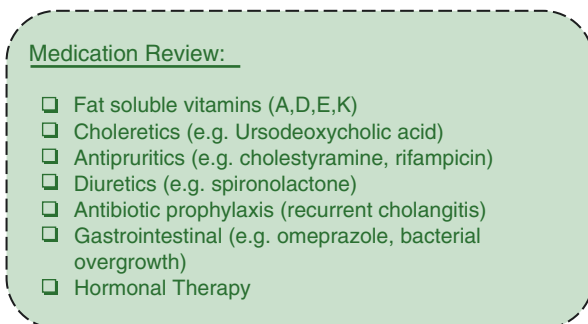 Medication Review:
❑ Fat soluble vitamins (A,D,E,K)
❑ Choleretics (e.g. Ursodeoxycholic acid)
❑ Antipruritics (e.g. cholestyramine, rifampicin)
❑ Diuretics (e.g. spironolactone)
❑ Antibiotic prophylaxis (recurrent cholangitis)
❑ Gastrointestinal (e.g. omeprazole, bacterial
overgrowth)
❑ Hormonal Therapy